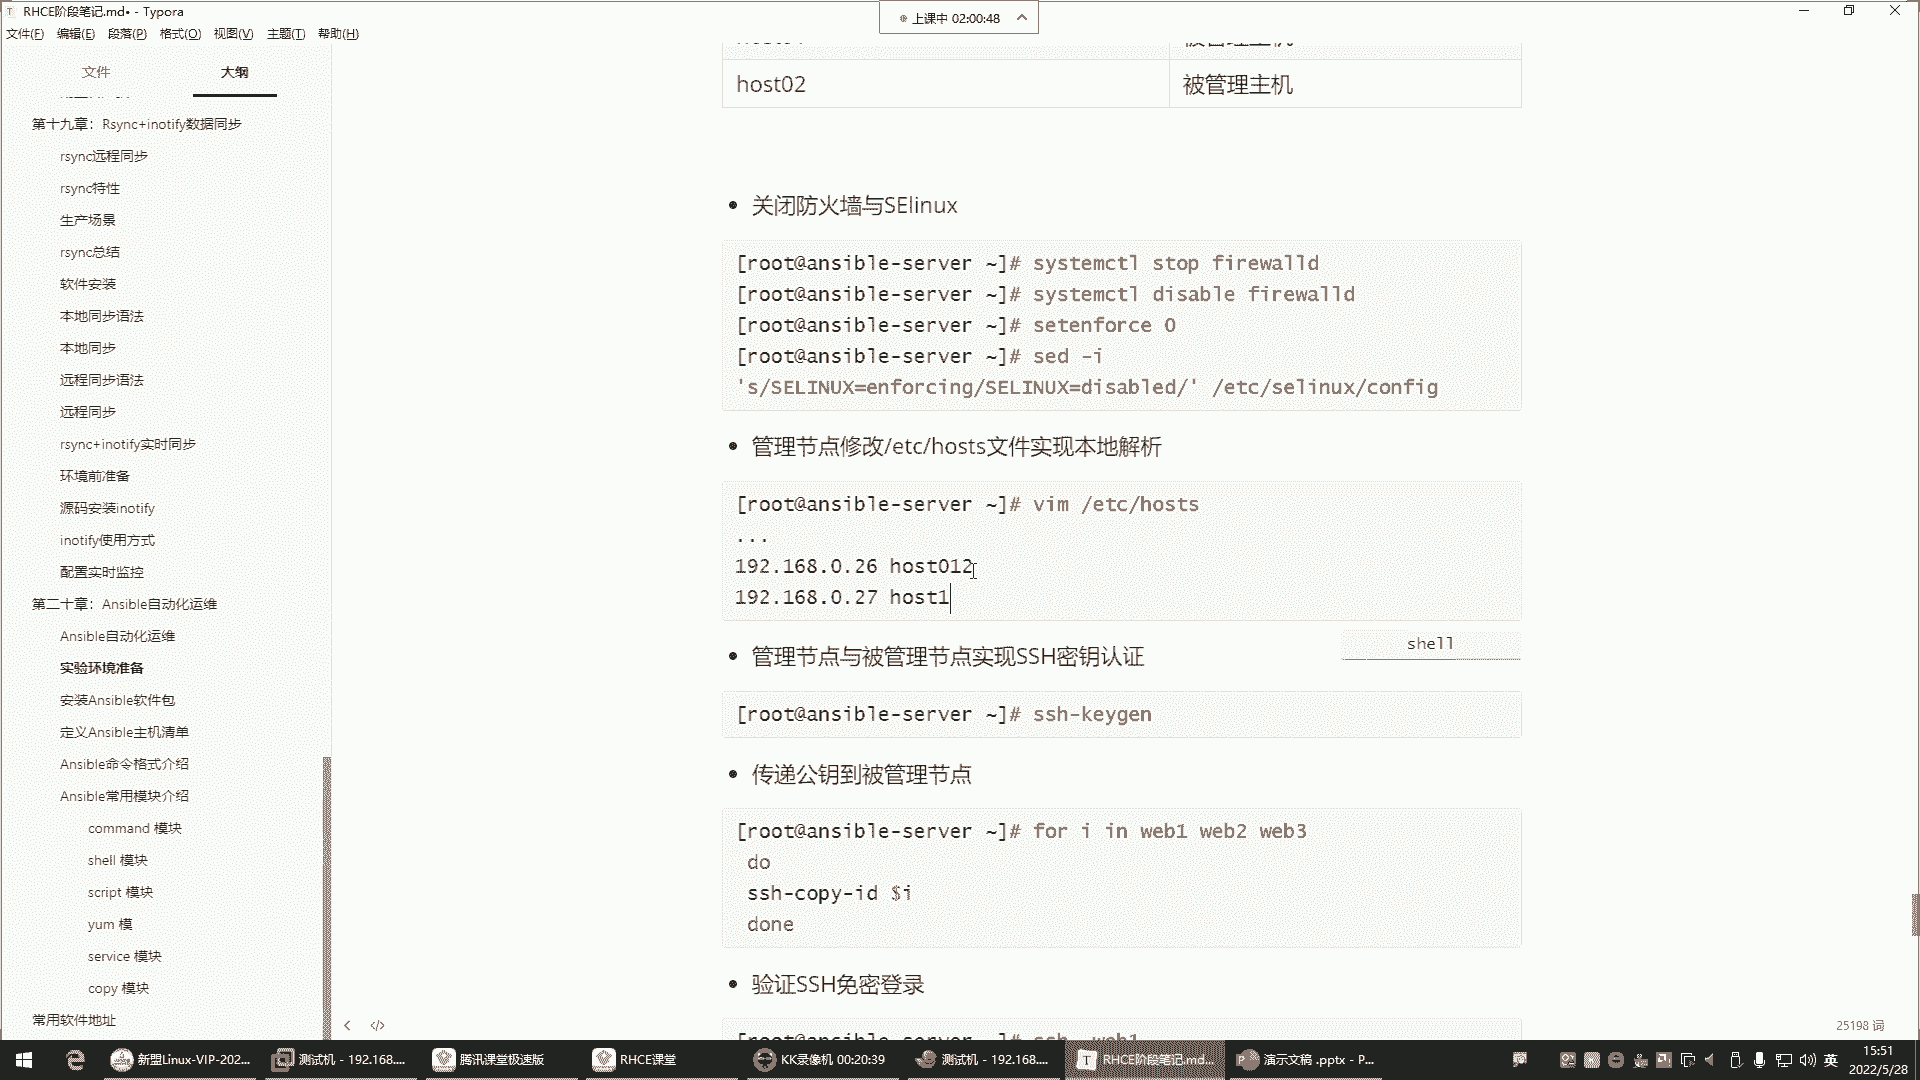 RHCE阶段笔记.md• - Typora
上课中 02:00:48
文件(F) 编辑(E) 段落(P) 格式(O) 视图(V) 主题(T) 帮助(H)
文件 大纲
第十九章：Rsync+inotify数据同步
rsync远程同步
rsync特性
生产场景
rsync总结
软件安装
本地同步语法
本地同步
远程同步语法
远程同步
rsync+inotify实时同步
环境前准备
源码安装inotify
inotify使用方式
配置实时监控
第二十章：Ansible自动化运维
Ansible自动化运维
实验环境准备
安装Ansible软件包
定义Ansible主机清单
Ansible命令格式介绍
Ansible常用模块介绍
command 模块
shell 模块
script 模块
yum 模
service 模块
copy 模块
常用软件地址
host02 被管理主机
关闭防火墙与SElinux
[root@ansible-server ~]# systemctl stop firewalld
[root@ansible-server ~]# systemctl disable firewalld
[root@ansible-server ~]# setenforce 0
[root@ansible-server ~]# sed -i
's/SELINUX=enforcing/SELINUX=disabled/' /etc/selinux/config
管理节点修改/etc/hosts文件实现本地解析
[root@ansible-server ~]# vim /etc/hosts
...
192.168.0.26 host012
192.168.0.27 host1
shell
管理节点与被管理节点实现SSH密钥认证
[root@ansible-server ~]# ssh-keygen
传递公钥到被管理节点
[root@ansible-server ~]# for i in web1 web2 web3
do
ssh-copy-id $i
done
验证SSH免密登录
25198 词
新盟Linux-VIP-202...
测试机 - 192.168....
腾讯课堂极速版
RHCE课堂
KK录像机 00:20:39
测试机 - 192.168....
RHCE阶段笔记.md...
演示文稿 .pptx - P...
英
15:51
2022/5/28